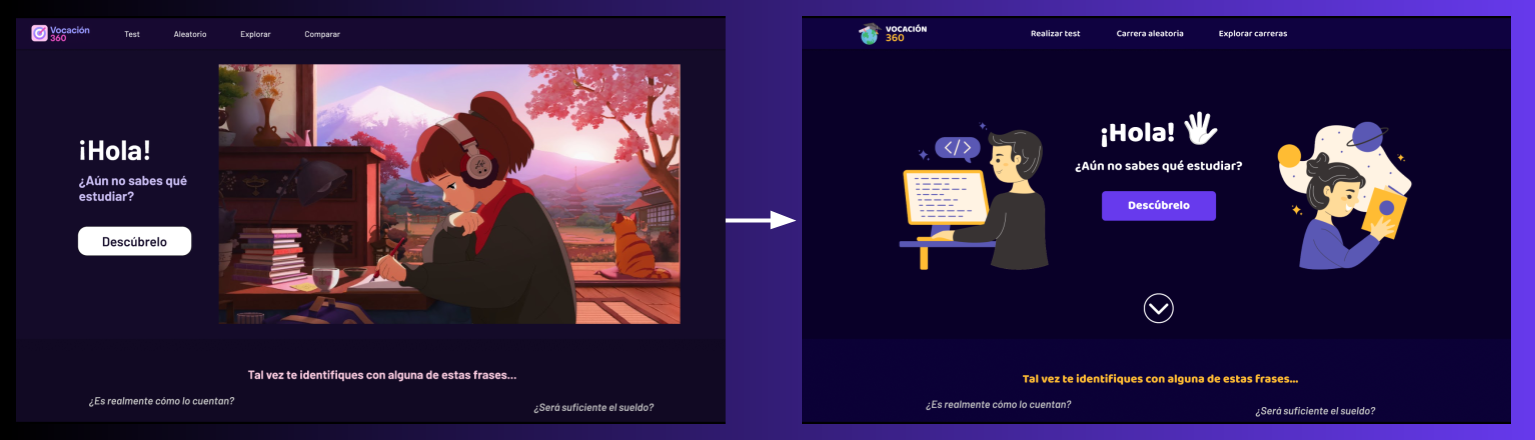 Vocación
360
Test
Aleatorio
Explorar
Comparar
¡Hola!
¿Aún no sabes qué
estudiar?
Descúbrelo
Tal vez te identifiques con alguna de estas frases...
¿Es realmente cómo lo cuentan?
¿Será suficiente el sueldo?
VOCACIÓN
360
Realizar test
Carrera aleatoria
Explorar carreras
</>
¡Hola!
¿Aún no sabes qué estudiar?
Descúbrelo
Tal vez te identifiques con alguna de estas frases...
¿Es realmente cómo lo cuentan?
¿Será suficiente el sueldo?